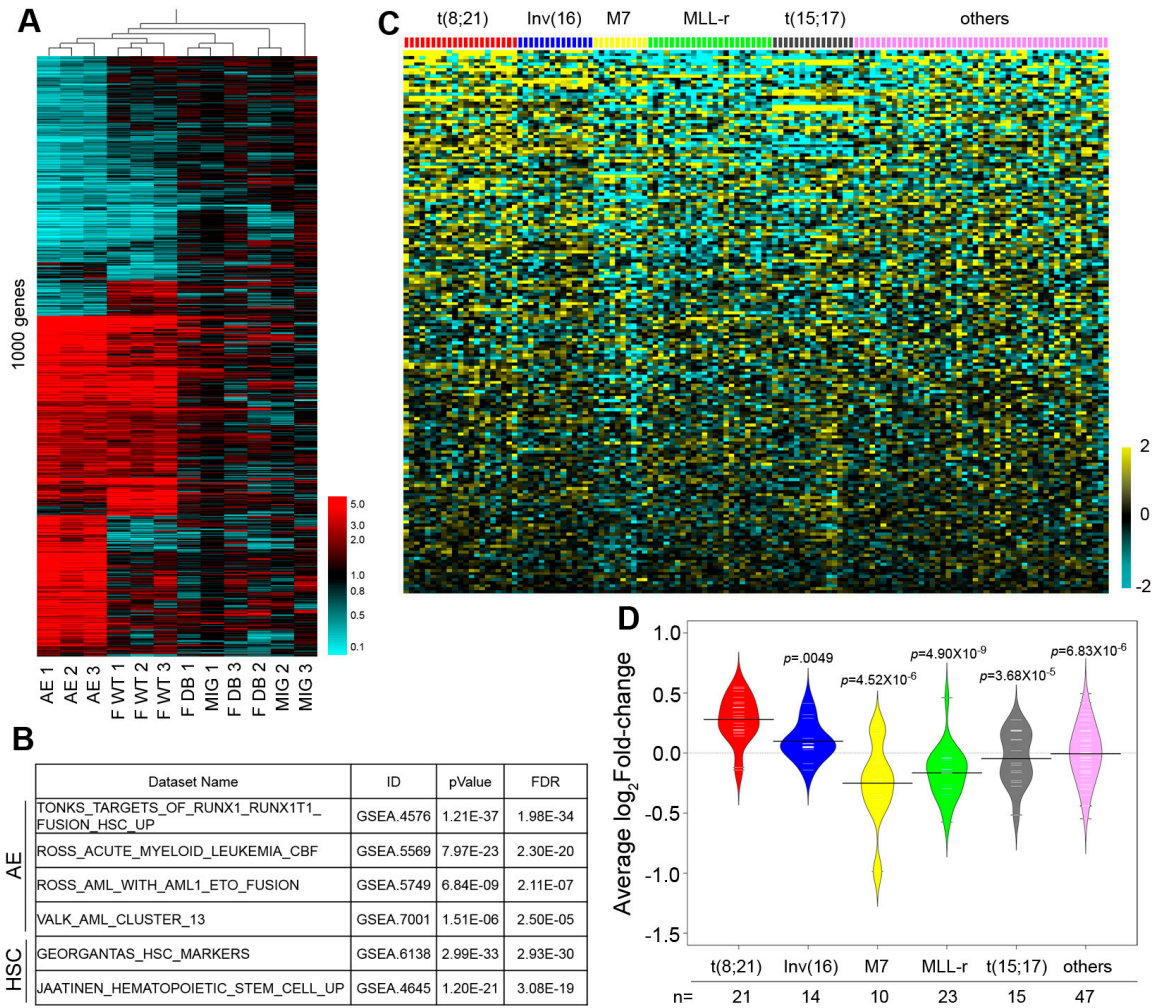 A
1000 genes
5.0
3.0
2.0
1.0
0.8
0.5
0.1
AE 1
AE 2
AE 3
F WT 1
F WT 2
F WT 3
F DB 1
MIG 1
F DB 3
F DB 2
MIG 2
MIG 3
B
Dataset Name ID pValue FDR
AE
TONKS_TARGETS_OF_RUNX1_RUNX1T1_
FUSION_HSC_UP GSEA.4576 1.21E-37 1.98E-34
ROSS_ACUTE_MYELOID_LEUKEMIA_CBF GSEA.5569 7.97E-23 2.30E-20
ROSS_AML_WITH_AML1_ETO_FUSION GSEA.5749 6.84E-09 2.11E-07
VALK_AML_CLUSTER_13 GSEA.7001 1.51E-06 2.50E-05
HSC
GEORGANTAS_HSC_MARKERS GSEA.6138 2.99E-33 2.93E-30
JAATINEN_HEMATOPOIETIC_STEM_CELL_UP GSEA.4645 1.20E-21 3.08E-19
C
t(8;21) Inv(16) M7 MLL-r t(15;17) others
2
0
-2
D
Average log2Fold-change
1.0
0.5
0.0
-0.5
-1.0
-1.5
p=.0049
p=4.52X10-6
p=4.90X10-9
p=3.68X10-5
p=6.83X10-6
t(8;21) Inv(16) M7 MLL-r t(15;17) others
n= 21 14 10 23 15 47